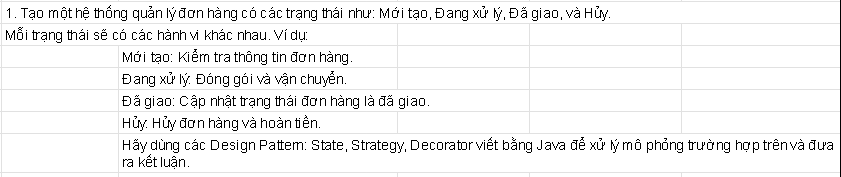 1. Tạo một hệ thống quản lý đơn hàng có các trạng thái như: Mới tạo, Đang xử lý, Đã giao, và Hủy.
Mỗi trạng thái sẽ có các hành vi khác nhau. Ví dụ:
Mới tạo: Kiểm tra thông tin đơn hàng.
Đang xử lý: Đóng gói và vận chuyển.
Đã giao: Cập nhật trạng thái đơn hàng là đã giao.
Hủy: Hủy đơn hàng và hoàn tiền.
Hãy dùng các Design Pattern: State, Strategy, Decorator viết bằng Java để xử lý mô phỏng trường hợp trên và đưa
ra kết luận.